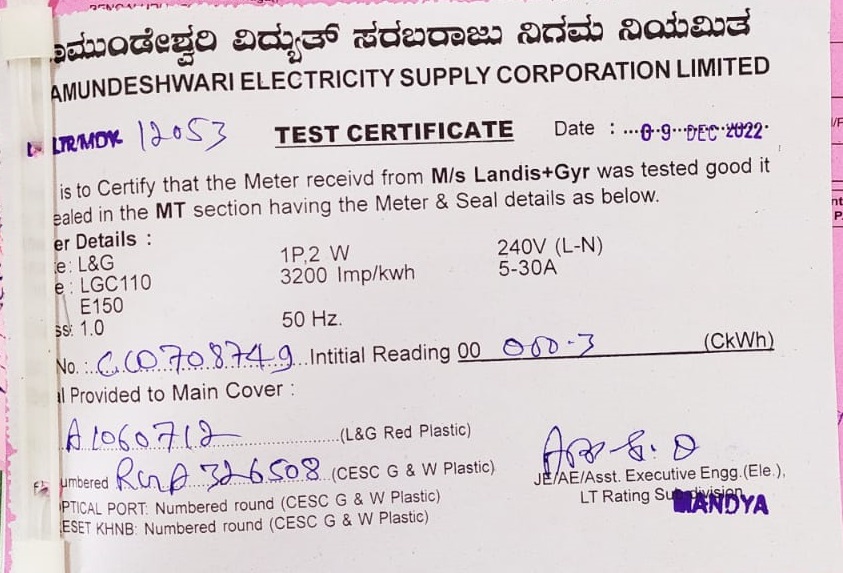 ಾಮುಂಡೇಶ್ವರಿ ವಿದ್ಯುತ್ ಸರಬರಾಜು ನಿಗಮ ನಿಯಮಿತ
AMUNDESHWARI ELECTRICITY SUPPLY CORPORATION LIMITED
LTR/MDY 12053 TEST CERTIFICATE Date : 09 DEC 2022
is to Certify that the Meter receivd from M/s Landis+Gyr was tested good it
ealed in the MT section having the Meter & Seal details as below.
er Details :
e: L&G 1P,2 W 240V (L-N)
e : LGC110 3200 Imp/kwh 5-30A
E150
ss: 1.0 50 Hz.
No. : CC0708749 Intitial Reading 00 000.3 (CkWh)
al Provided to Main Cover :
A1060712 (L&G Red Plastic)
umbered 326508 (CESC G & W Plastic)
JE/AE/Asst. Executive Engg.(Ele.),
PTICAL PORT: Numbered round (CESC G & W Plastic)
LT Rating Sub division
MANDYA
ESET KHNB: Numbered round (CESC G & W Plastic)